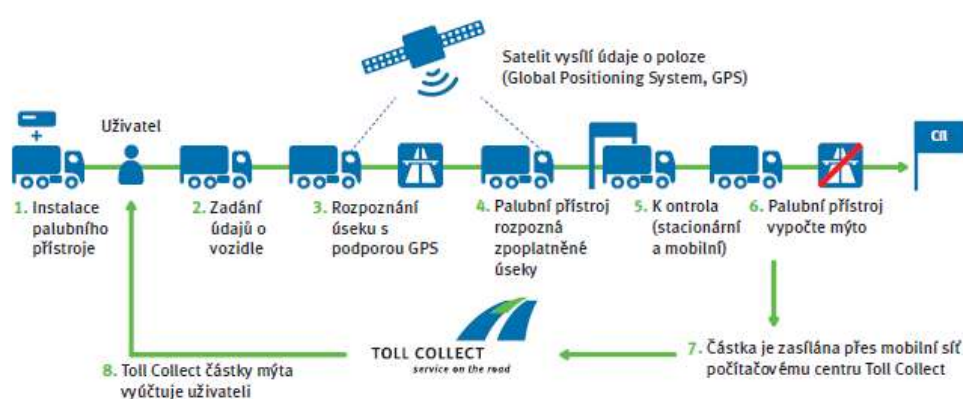 Satelit vysílí údaje o poloze
(Global Positioning System, GPS)
Uživatel
Cíl
1. Instalace
palubního
přístroje
2. Zadání
údajů o
vozidle
3. Rozpoznání
úseku s
podporou GPS
4. Palubní přístroj
rozpozná
zpoplatněné
úseky
5. K ontrola
(stacionární
a mobilní)
6. Palubní přístroj
vypočte mýto
7. Částka je zasílána přes mobilní síť
počítačovému centru Toll Collect
TOLL COLLECT
service on the road
8. Toll Collect částky mýta
vyúčtuje uživateli